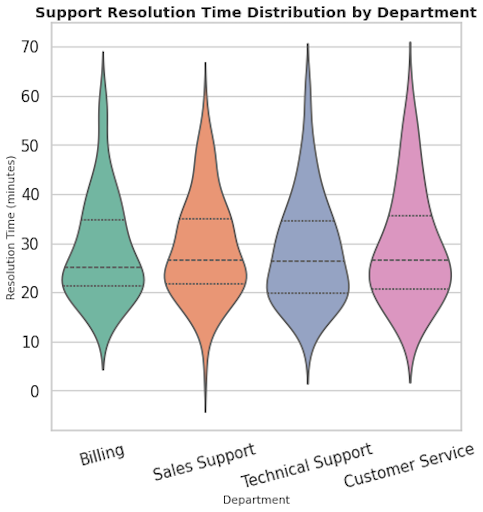 Support Resolution Time Distribution by Department
70
60
50
40
30
20
10
0
Resolution Time (minutes)
Billing
Sales Support
Technical Support
Customer Service
Department